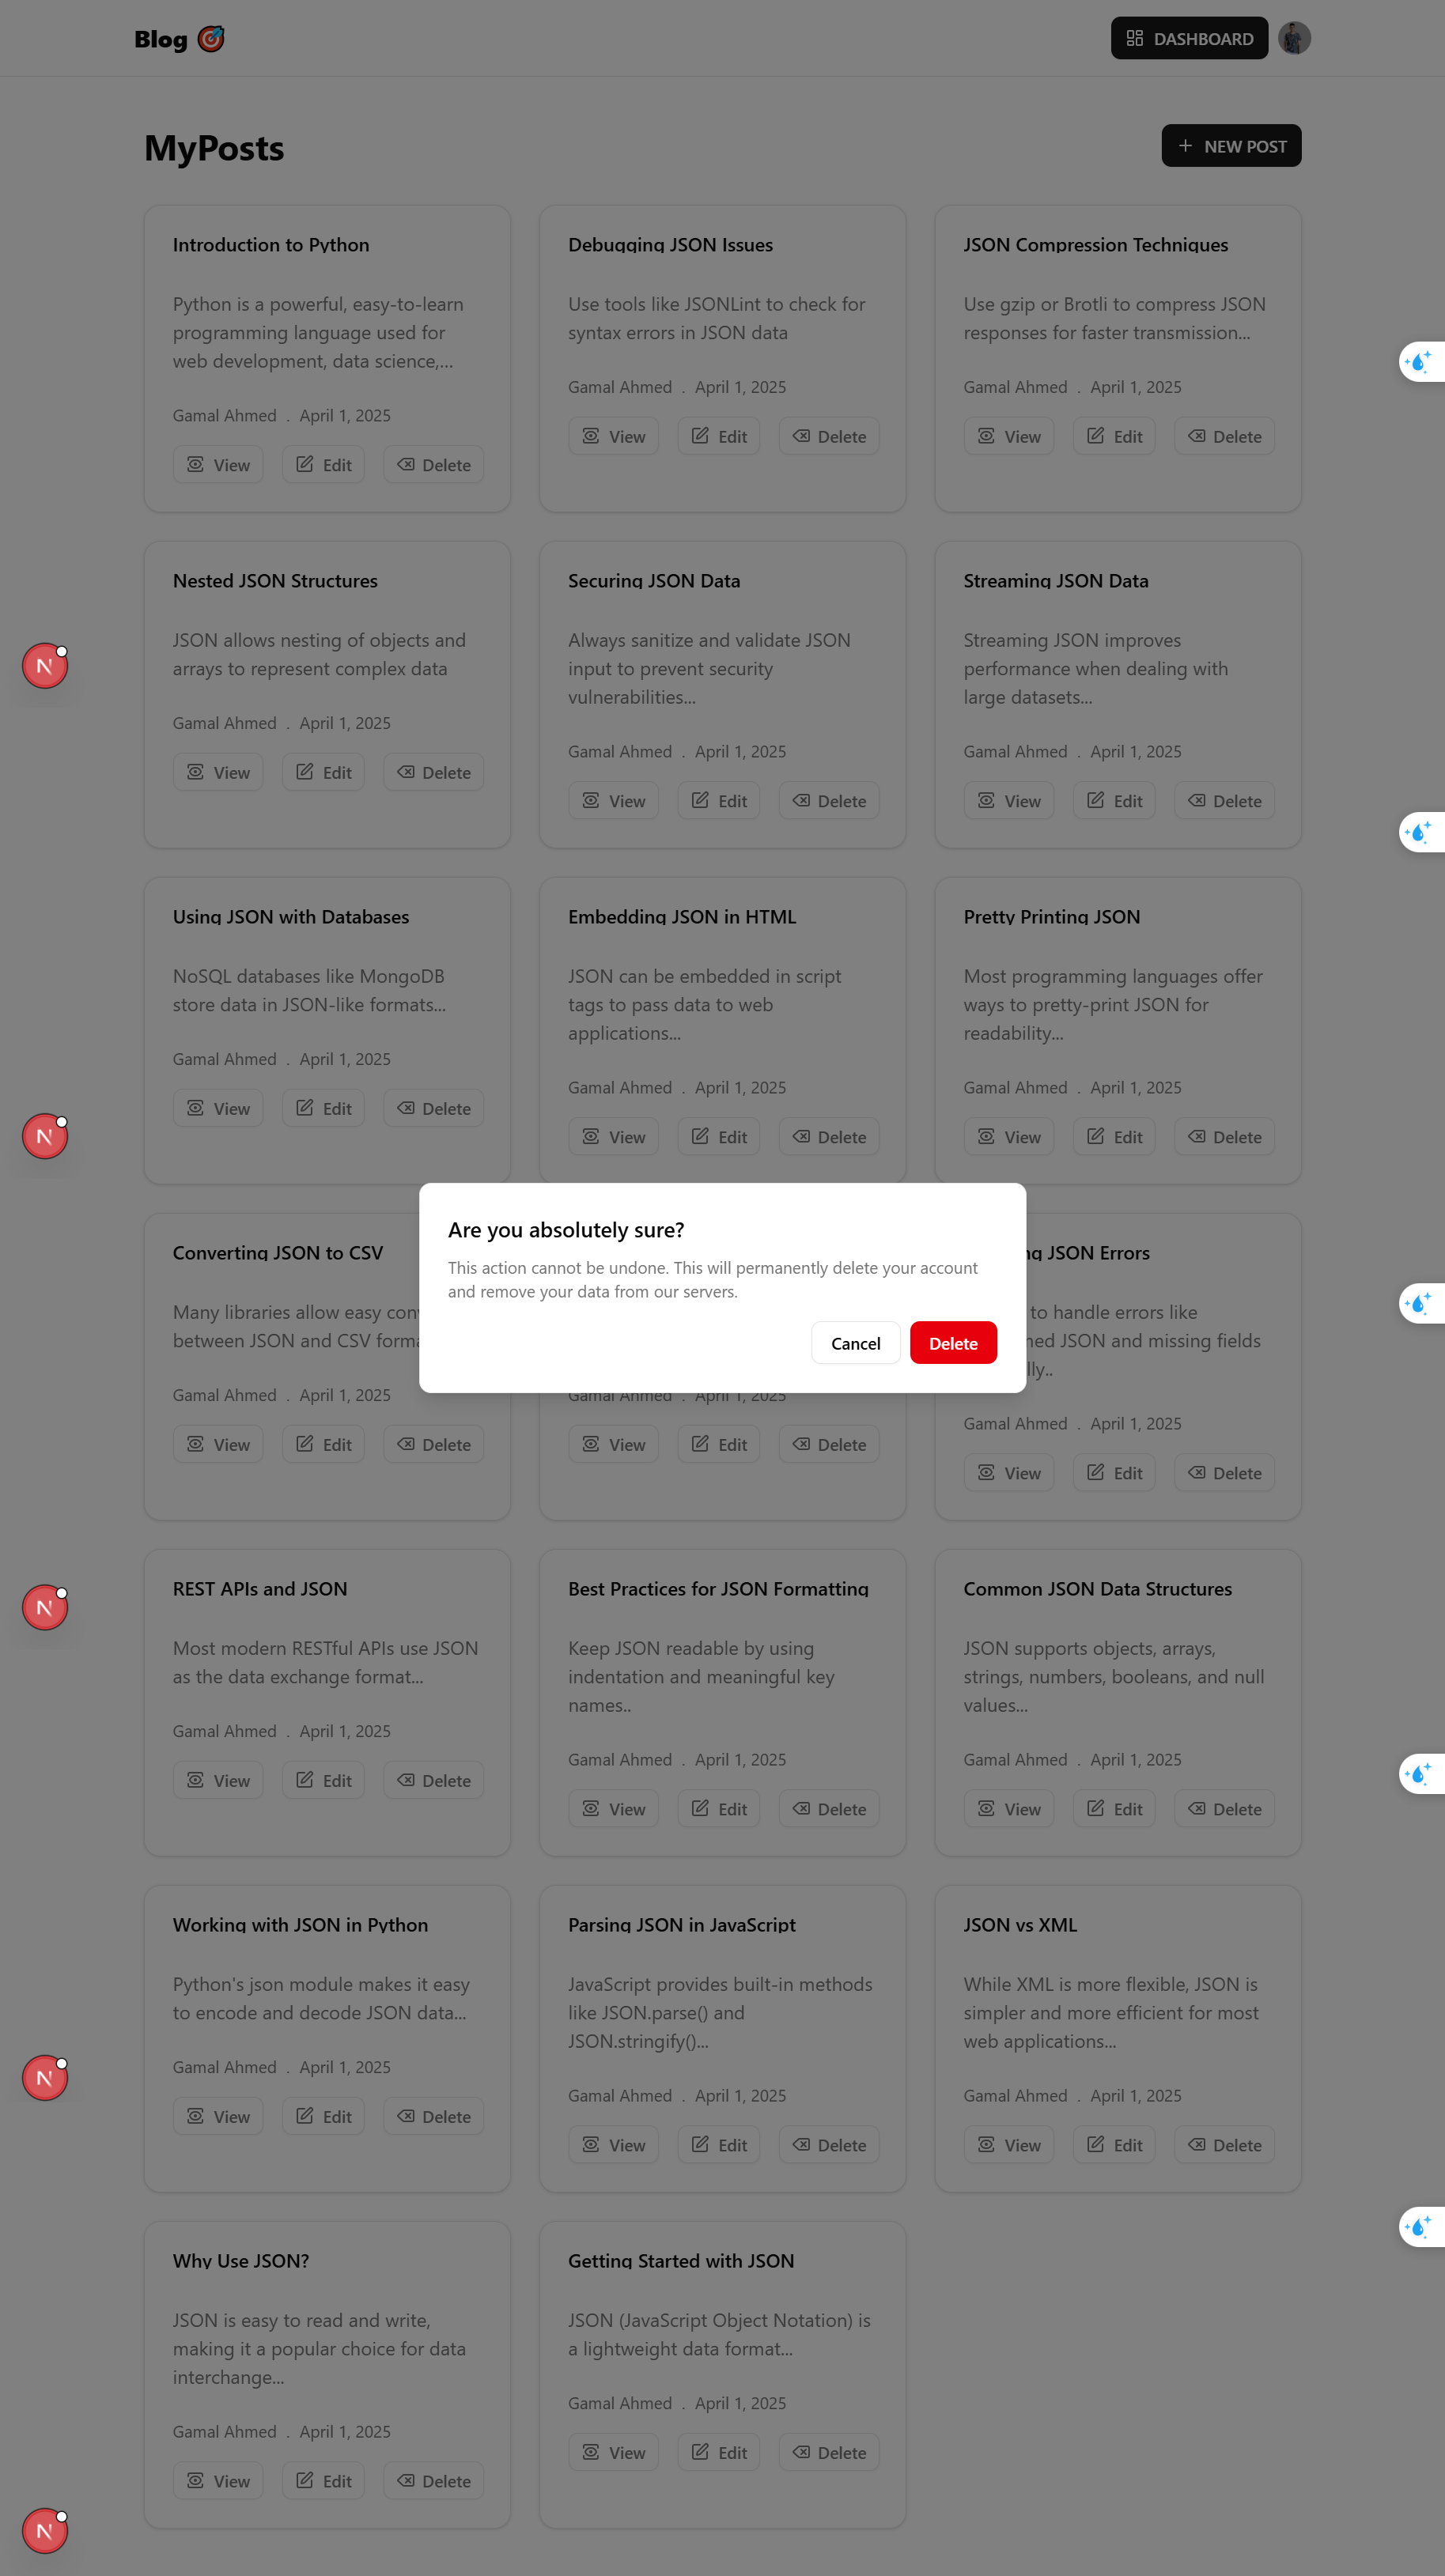 Blog
DASHBOARD
MyPosts
NEW POST
Introduction to Python
Python is a powerful, easy-to-learn
programming language used for
web development, data science,...
Gamal Ahmed . April 1, 2025
View Edit Delete
Debugging JSON Issues
Use tools like JSONLint to check for
syntax errors in JSON data
Gamal Ahmed . April 1, 2025
View Edit Delete
JSON Compression Techniques
Use gzip or Brotli to compress JSON
responses for faster transmission...
Gamal Ahmed . April 1, 2025
View Edit Delete
Nested JSON Structures
JSON allows nesting of objects and
arrays to represent complex data
Gamal Ahmed . April 1, 2025
View Edit Delete
Securing JSON Data
Always sanitize and validate JSON
input to prevent security
vulnerabilities...
Gamal Ahmed . April 1, 2025
View Edit Delete
Streaming JSON Data
Streaming JSON improves
performance when dealing with
large datasets...
Gamal Ahmed . April 1, 2025
View Edit Delete
Using JSON with Databases
NoSQL databases like MongoDB
store data in JSON-like formats...
Gamal Ahmed . April 1, 2025
View Edit Delete
Embedding JSON in HTML
JSON can be embedded in script
tags to pass data to web
applications...
Gamal Ahmed . April 1, 2025
View Edit Delete
Pretty Printing JSON
Most programming languages offer
ways to pretty-print JSON for
readability...
Gamal Ahmed . April 1, 2025
View Edit Delete
Are you absolutely sure?
This action cannot be undone. This will permanently delete your account
and remove your data from our servers.
Cancel Delete
Converting JSON to CSV
Many libraries allow easy
between JSON and CSV
Gamal Ahmed . April 1, 2025
View Edit Delete
Gamal Ahmed . April 1, 2025
View Edit Delete
JSON Errors
to handle errors like
JSON and missing fields
Gamal Ahmed . April 1, 2025
View Edit Delete
REST APIs and JSON
Most modern RESTful APIs use JSON
as the data exchange format...
Gamal Ahmed . April 1, 2025
View Edit Delete
Best Practices for JSON Formatting
Keep JSON readable by using
indentation and meaningful key
names..
Gamal Ahmed . April 1, 2025
View Edit Delete
Common JSON Data Structures
JSON supports objects, arrays,
strings, numbers, booleans, and null
values...
Gamal Ahmed . April 1, 2025
View Edit Delete
Working with JSON in Python
Python's json module makes it easy
to encode and decode JSON data...
Gamal Ahmed . April 1, 2025
View Edit Delete
Parsing JSON in JavaScript
JavaScript provides built-in methods
like JSON.parse() and
JSON.stringify()...
Gamal Ahmed . April 1, 2025
View Edit Delete
JSON vs XML
While XML is more flexible, JSON is
simpler and more efficient for most
web applications...
Gamal Ahmed . April 1, 2025
View Edit Delete
Why Use JSON?
JSON is easy to read and write,
making it a popular choice for data
interchange...
Gamal Ahmed . April 1, 2025
View Edit Delete
Getting Started with JSON
JSON (JavaScript Object Notation) is
a lightweight data format...
Gamal Ahmed . April 1, 2025
View Edit Delete